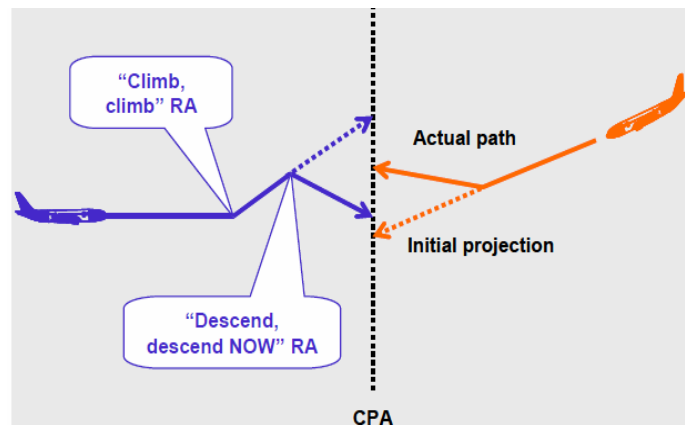 “Climb,
climb” RA
Actual path
Initial projection
“Descend,
descend NOW” RA
CPA